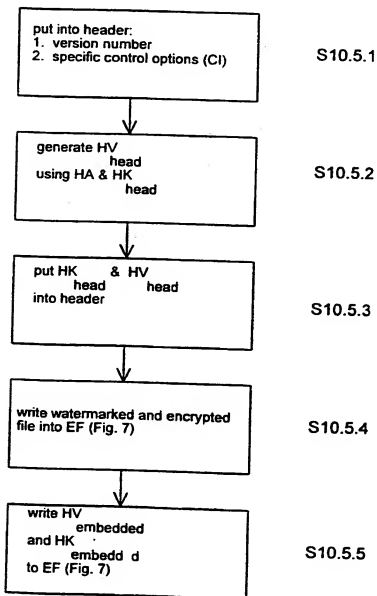 put into header:
1. version number
2. specific control options (CI)
S10.5.1
generate HV
head
using HA & HK
head
S10.5.2
put HK & HV
head head
into header
S10.5.3
write watermarked and encrypted
file into EF (Fig. 7)
S10.5.4
write HV
embedded
and HK
embedd d
to EF (Fig. 7)
S10.5.5